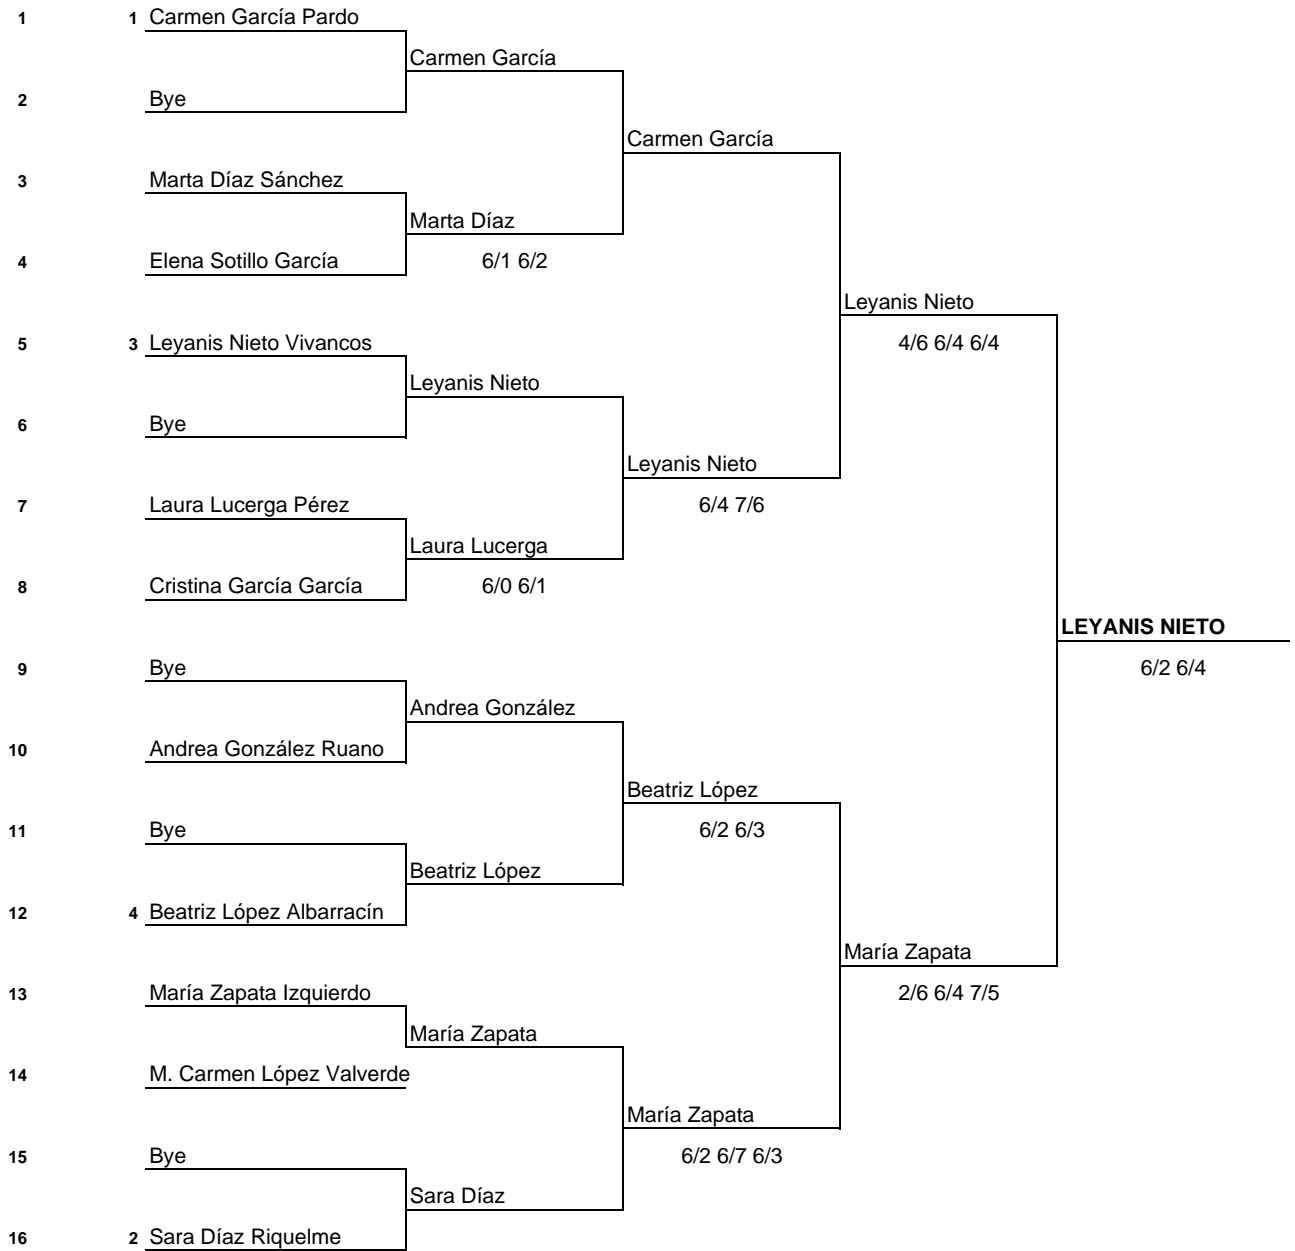 1 1 Carmen García Pardo
Carmen García
2 Bye
Carmen García
3 Marta Díaz Sánchez
Marta Díaz
4 Elena Sotillo García 6/1 6/2
Leyanis Nieto
5 3 Leyanis Nieto Vivancos 4/6 6/4 6/4
Leyanis Nieto
6 Bye
Leyanis Nieto
7 Laura Lucerga Pérez 6/4 7/6
Laura Lucerga
8 Cristina García García 6/0 6/1
LEYANIS NIETO
9 Bye 6/2 6/4
Andrea González
10 Andrea González Ruano
Beatriz López
11 Bye 6/2 6/3
Beatriz López
12 4 Beatriz López Albarracín
María Zapata
13 María Zapata Izquierdo 2/6 6/4 7/5
María Zapata
14 M. Carmen López Valverde
María Zapata
15 Bye 6/2 6/7 6/3
Sara Díaz
16 2 Sara Díaz Riquelme